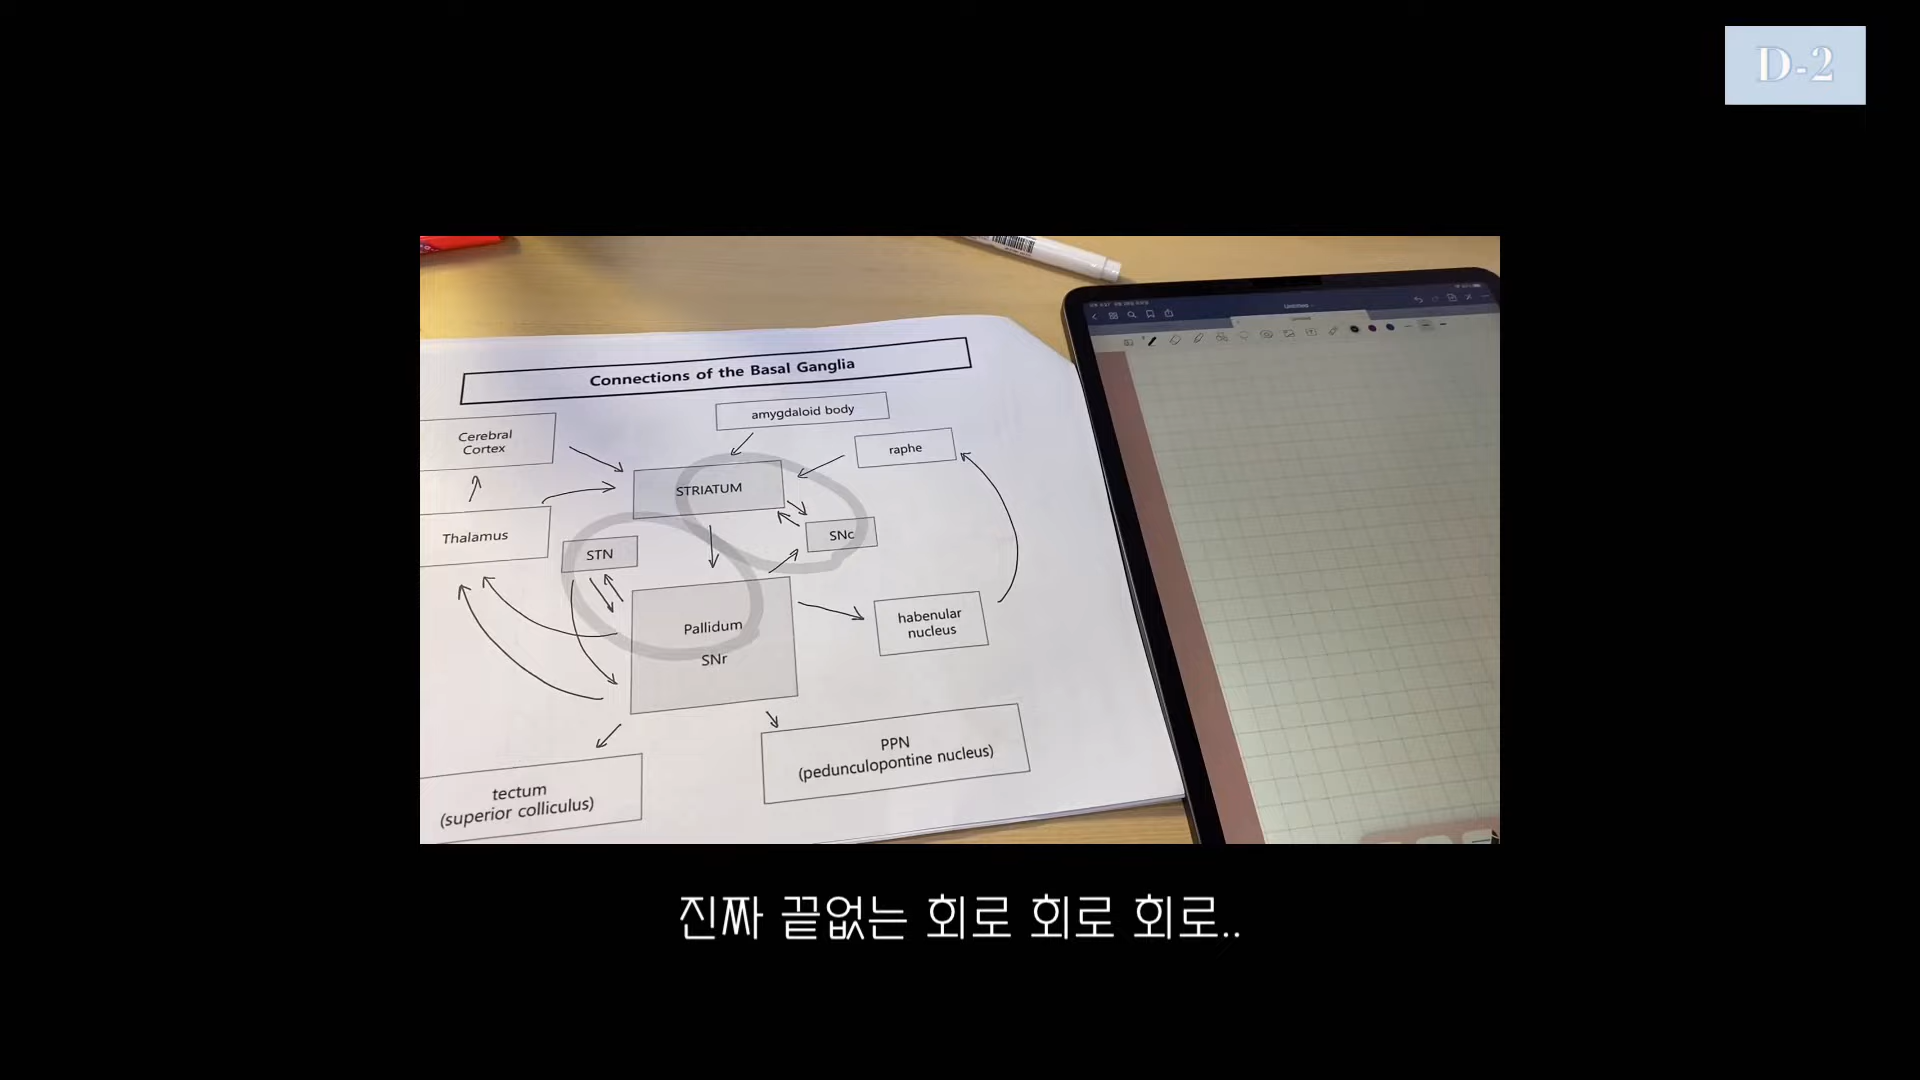 D-2
Connections of the Basal Ganglia
amygdaloid body
Cerebral
Cortex
raphe
STRIATUM
Thalamus
STN
SNc
Pallidum
SNr
habenular
nucleus
PPN
(pedunculopontine nucleus)
tectum
(superior colliculus)
진짜 끝없는 회로 회로 회로..